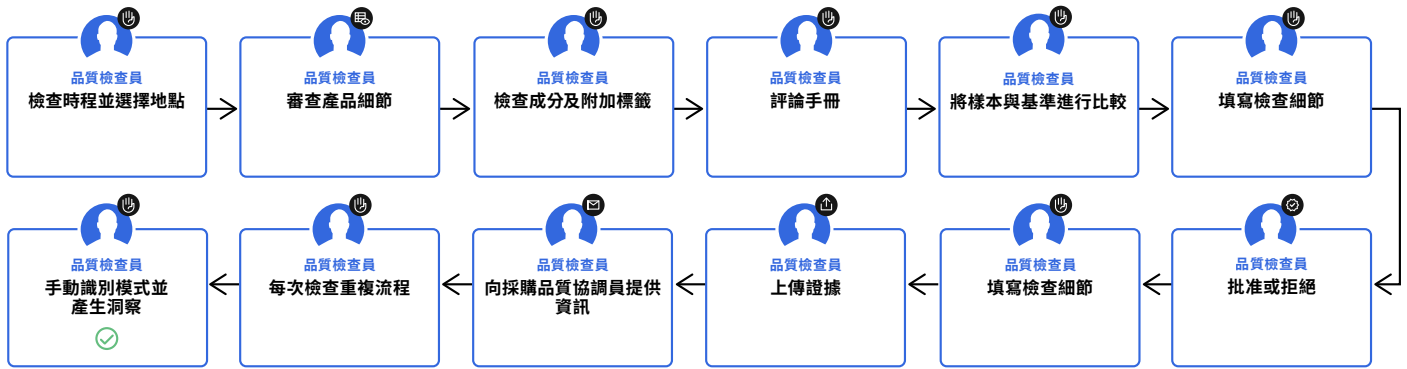 品質檢查員
檢查時程並選擇地點
品質檢查員
審查產品細節
品質檢查員
檢查成分及附加標籤
品質檢查員
評論手冊
品質檢查員
將樣本與基準進行比較
品質檢查員
填寫檢查細節
品質檢查員
批准或拒絕
品質檢查員
填寫檢查細節
品質檢查員
上傳證據
品質檢查員
向採購品質協調員提供
資訊
品質檢查員
每次檢查重複流程
品質檢查員
手動識別模式並
產生洞察